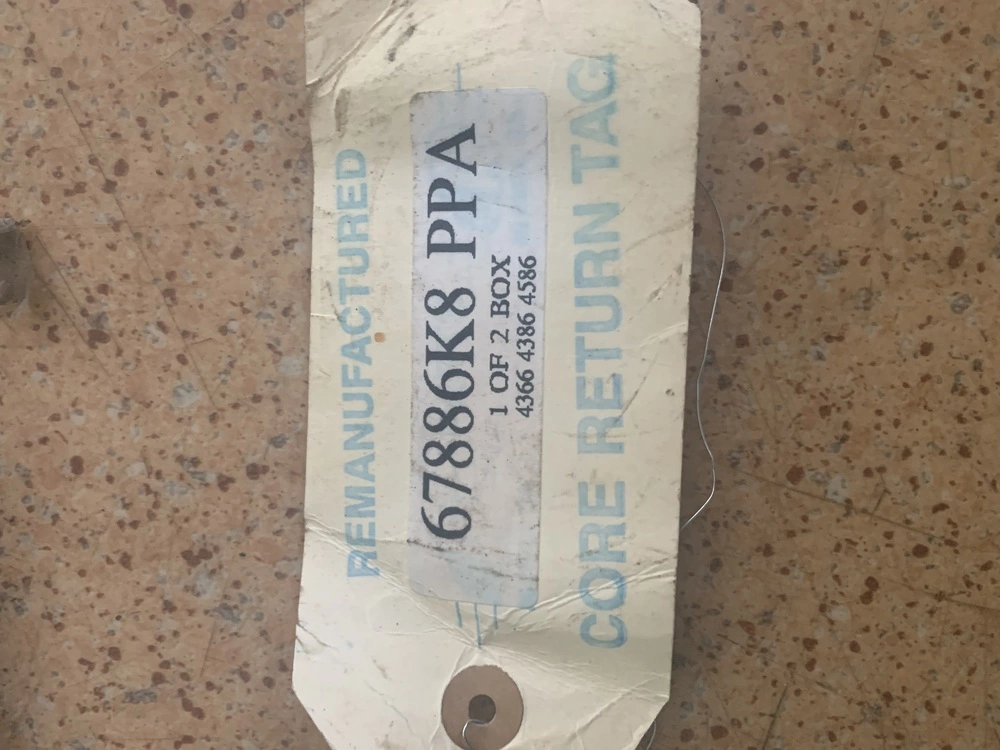 REMANUFACTURED
67886K8 PPA
1 OF 2 BOX
4366 4386 4586
CORE RETURN TAG